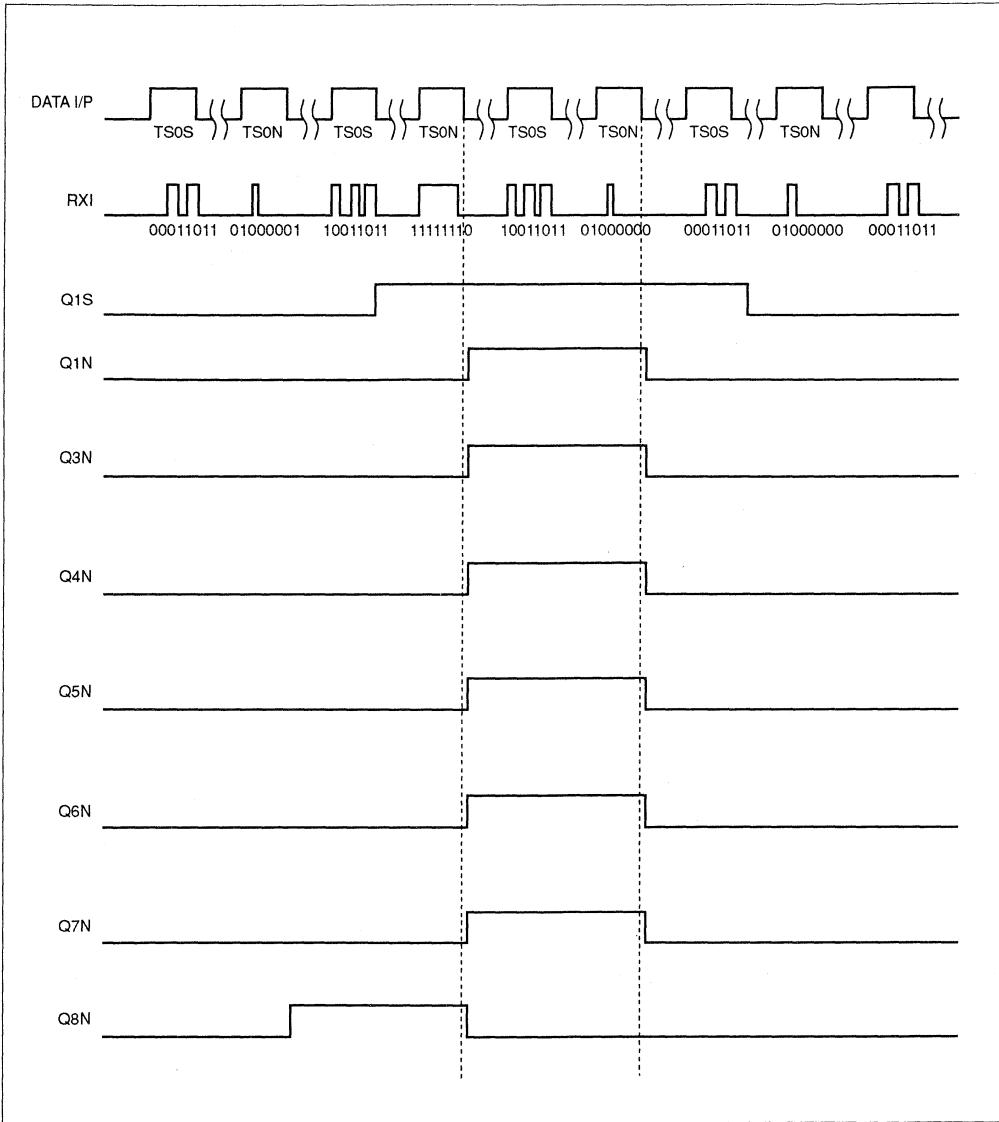 DATA I/P
TS0S TS0N TS0S TS0N TS0S TS0N TS0S TS0N
RXI
00011011 01000001 10011011 11111110 10011011 01000000 00011011 01000000 00011011
Q1S
Q1N
Q3N
Q4N
Q5N
Q6N
Q7N
Q8N